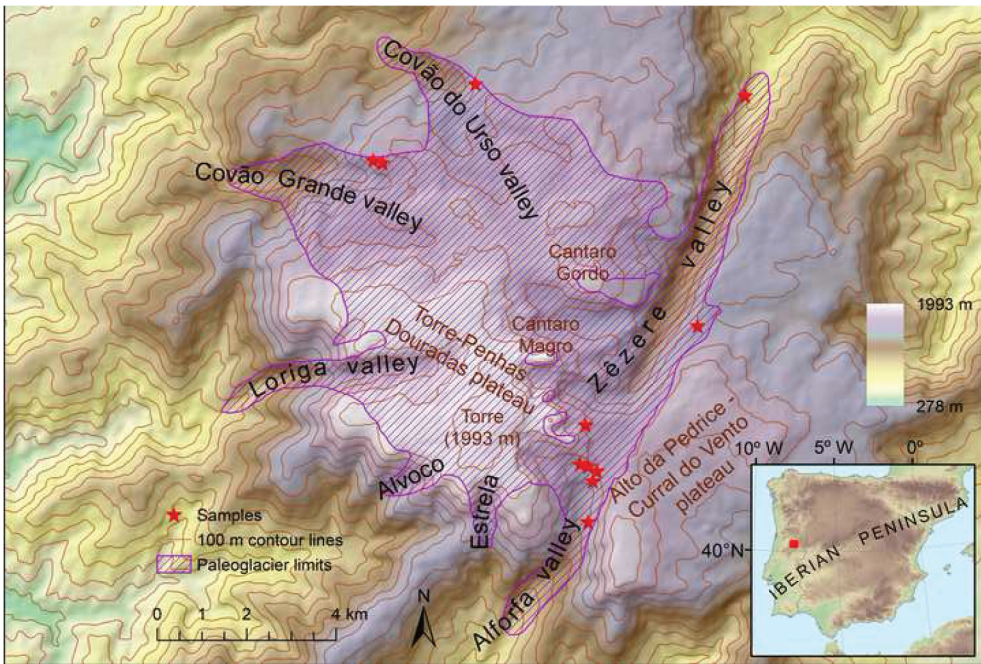 Covão do Urso valley
Covão Grande valley
Zêzere valley
Cantaro
Gordo
Cantaro
Magro
Torre-Penhas
Douradas plateau
Loriga valley
Torre
(1993 m)
Alvoco
Estrela
Alforfa valley
Alto da Pedrice -
Curral do Vento
plateau
1993 m
278 m
Samples
100 m contour lines
Paleoglacier limits
0 1 2 4 km
N
10º W 5º W 0º
40°N
IBERIAN PENINSULA